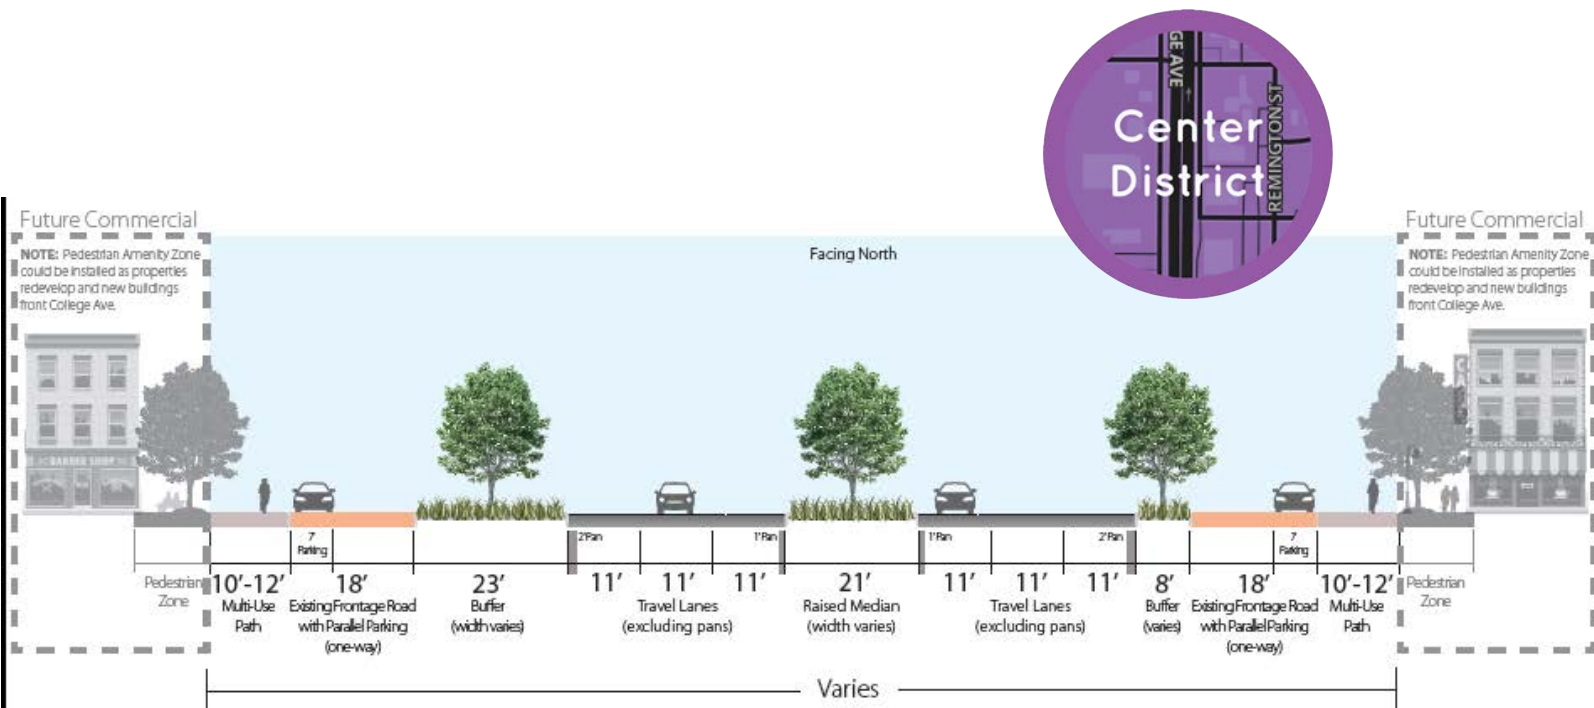 GE AVE
Center
District
REMINGTON ST
Future Commercial
NOTE: Pedestrian Amenity Zone
could be installed as properties
redevelop and new buildings
front College Ave.
Facing North
Future Commercial
NOTE: Pedestrian Amenity Zone
could be installed as properties
redevelop and new buildings
front College Ave.
BARBER SHOP
7'
Parking
2' Pan
1' Pan
1' Pan
2' Pan
7'
Parking
Pedestrian
Zone
10'-12'
Multi-Use
Path
18'
Existing Frontage Road
with Parallel Parking
(one-way)
23'
Buffer
(width varies)
11' 11' 11'
Travel Lanes
(excluding pans)
21'
Raised Median
(width varies)
11' 11' 11'
Travel Lanes
(excluding pans)
8'
Buffer
(varies)
18'
Existing Frontage Road
with Parallel Parking
(one-way)
10'-12'
Multi-Use
Path
Pedestrian
Zone
Varies